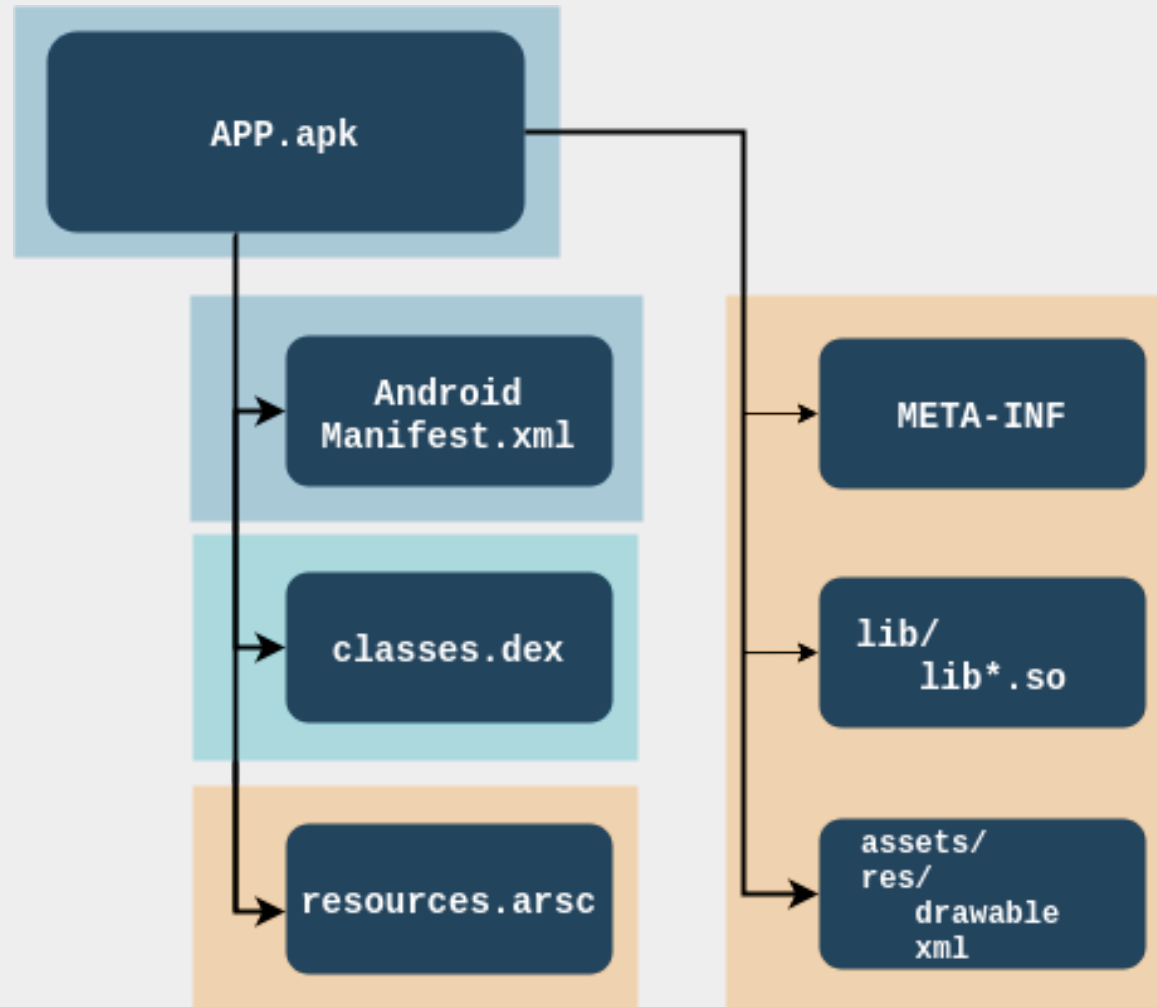 APP.apk
Android
Manifest.xml
META-INF
classes.dex
lib/
lib*.so
resources.arsc
assets/
res/
drawable
xml